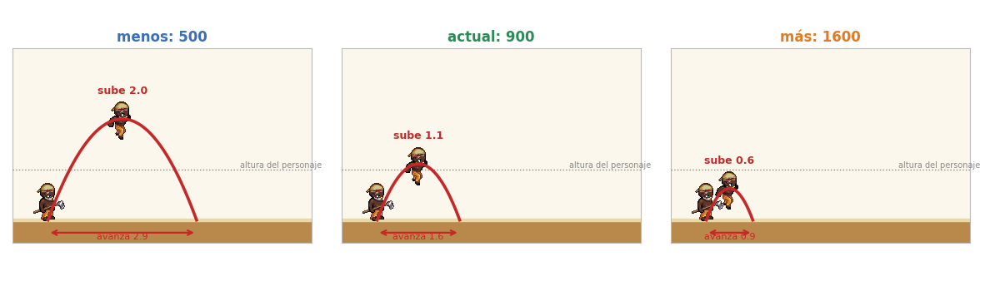 menos: 500
sube 2.0
altura del personaje
avanza 2.9
actual: 900
sube 1.1
altura del personaje
avanza 1.6
más: 1600
sube 0.6
altura del personaje
avanza 0.9